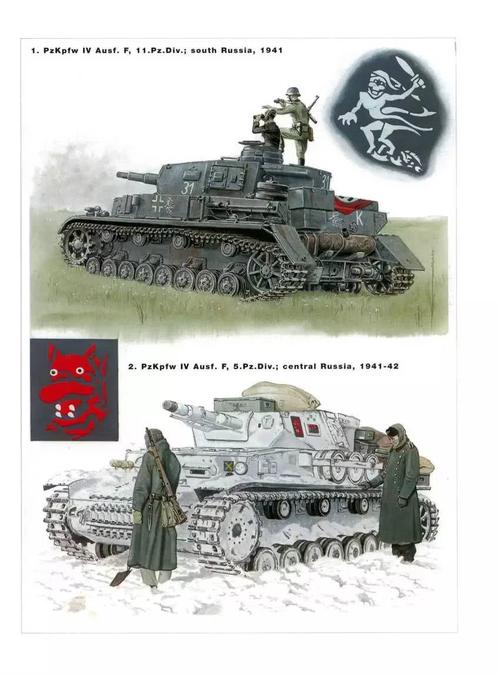 1. PzKpfw IV Ausf. F, 11.Pz.Div.; south Russia, 1941
31
K
2. PzKpfw IV Ausf. F, 5.Pz.Div.; central Russia, 1941-42